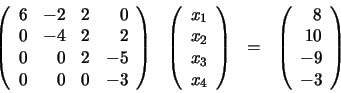 ( 6 −2 2 0 ) ( x₁ ) = ( 8 )
( 0 −4 2 2 ) ( x₂ ) ( 10 )
( 0 0 2 −5 ) ( x₃ ) ( −9 )
( 0 0 0 −3 ) ( x₄ ) ( −3 )